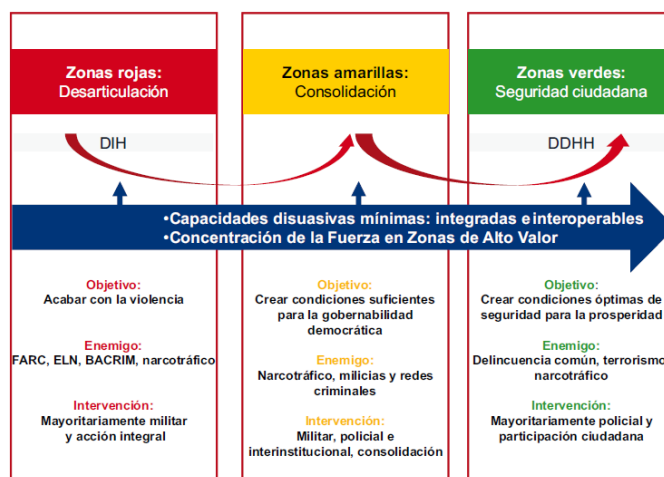 Zonas rojas:
Desarticulación
Zonas amarillas:
Consolidación
Zonas verdes:
Seguridad ciudadana
DIH
DDHH
•Capacidades disuasivas mínimas: integradas e interoperables
•Concentración de la Fuerza en Zonas de Alto Valor
Objetivo:
Acabar con la violencia
Enemigo:
FARC, ELN, BACRIM, narcotráfico
Intervención:
Mayoritariamente militar
y acción integral
Objetivo:
Crear condiciones suficientes
para la gobernabilidad
democrática
Enemigo:
Narcotráfico, milicias y redes
criminales
Intervención:
Militar, policial e
interinstitucional, consolidación
Objetivo:
Crear condiciones óptimas de
seguridad para la prosperidad
Enemigo:
Delincuencia común, terrorismo
narcotráfico
Intervención:
Mayoritariamente policial y
participación ciudadana